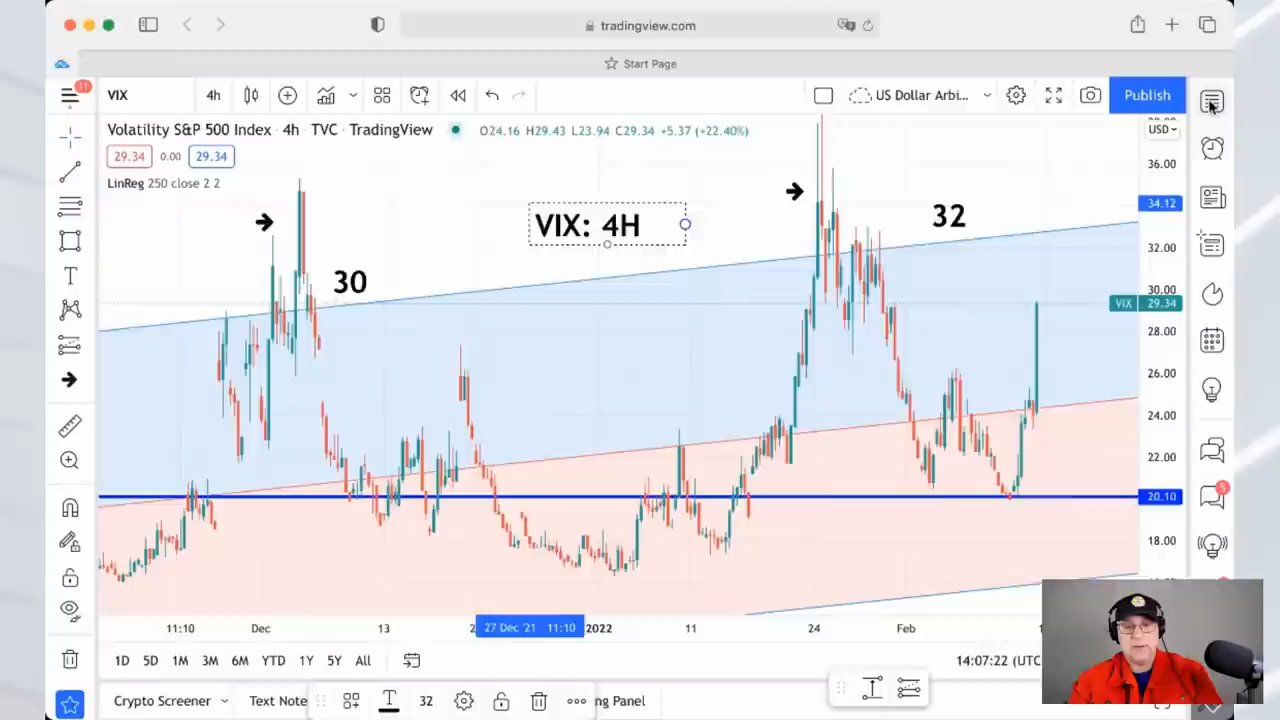 tradingview.com
Start Page
11
VIX
4h
US Dollar Arbi...
Publish
Volatility S&P 500 Index · 4h · TVC · TradingView
O24.16 H29.43 L23.94 C29.34 +5.37 (+22.40%)
USD
29.34 0.00 29.34
LinReg 250 close 2 2
36.00
34.12
VIX: 4H
32
32.00
30
30.00
VIX 29.34
28.00
26.00
24.00
22.00
20.10
5
18.00
11:10
Dec
13
27 Dec '21 11:10
2022
11
24
Feb
1D 5D 1M 3M 6M YTD 1Y 5Y All
14:07:22 (UTC
Crypto Screener
Text Note
32
ng Panel